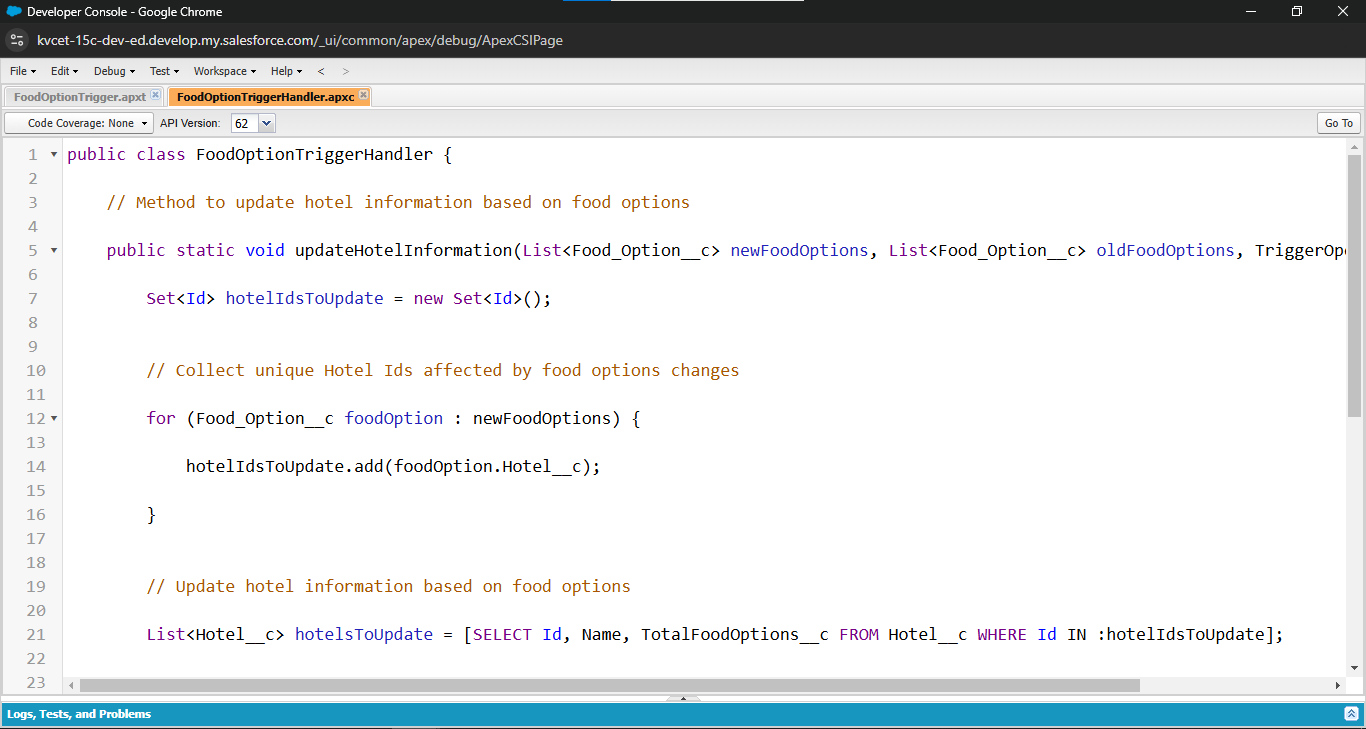 Developer Console - Google Chrome
kvcet-15c-dev-ed.develop.my.salesforce.com/_ui/common/apex/debug/ApexCSIPage
File Edit Debug Test Workspace Help < >
FoodOptionTrigger.apxt FoodOptionTriggerHandler.apxc
Code Coverage: None API Version: 62 Go To
1 public class FoodOptionTriggerHandler {
2
3 // Method to update hotel information based on food options
4
5 public static void updateHotelInformation(List<Food_Option__c> newFoodOptions, List<Food_Option__c> oldFoodOptions,
6
7 Set<Id> hotelIdsToUpdate = new Set<Id>();
8
9
10 // Collect unique Hotel Ids affected by food options changes
11
12 for (Food_Option__c foodOption : newFoodOptions) {
13
14 hotelIdsToUpdate.add(foodOption.Hotel__c);
15
16 }
17
18
19 // Update hotel information based on food options
20
21 List<Hotel__c> hotelsToUpdate = [SELECT Id, Name, TotalFoodOptions__c FROM Hotel__c WHERE Id IN :hotelIdsToUpdate];
22
23
Logs, Tests, and Problems